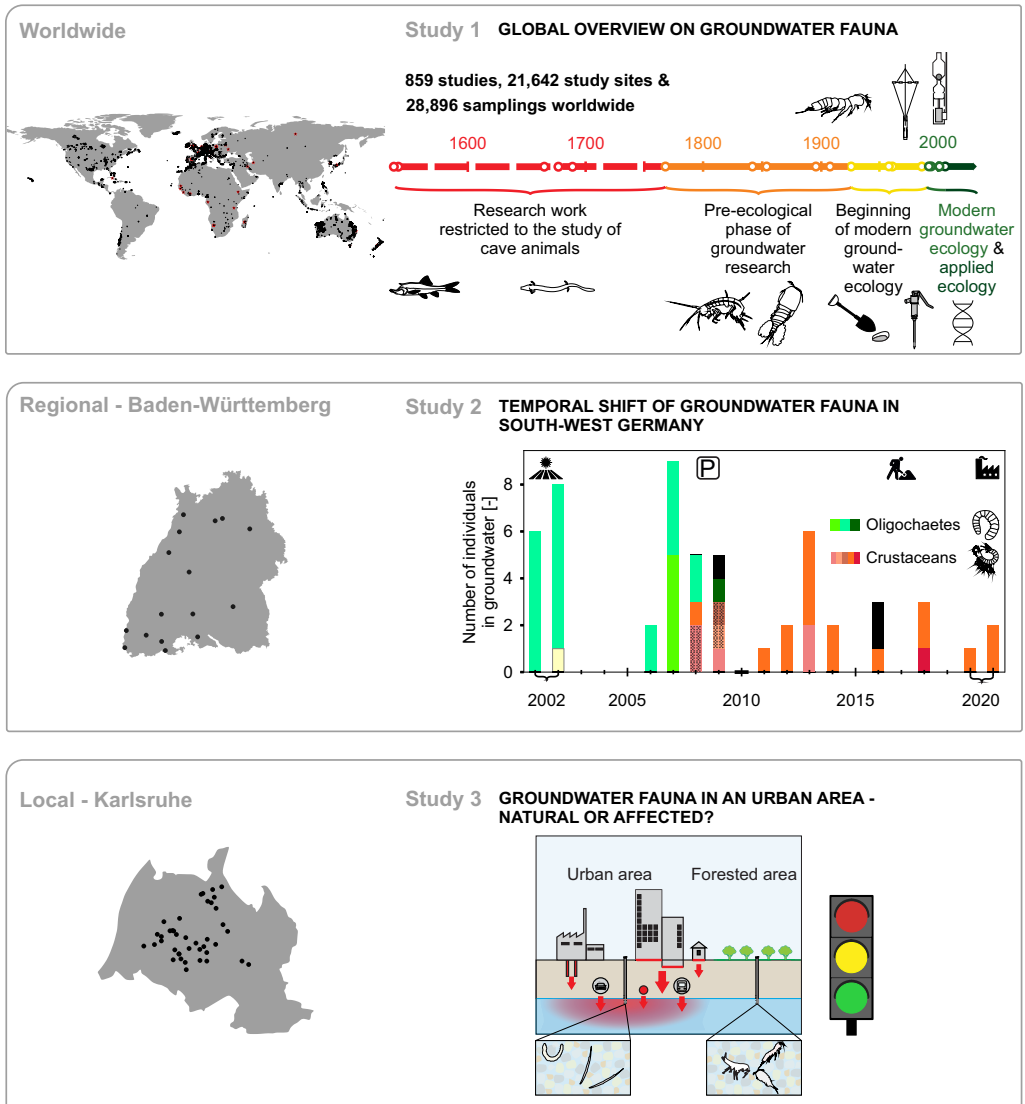 Worldwide
Study 1 GLOBAL OVERVIEW ON GROUNDWATER FAUNA
859 studies, 21,642 study sites &
28,896 samplings worldwide
1600 1700 1800 1900 2000
Research work
restricted to the study of
cave animals
Pre-ecological
phase of
groundwater
research
Beginning
of modern
ground-
water
ecology
Modern
groundwater
ecology &
applied
ecology
Regional - Baden-Württemberg
Study 2 TEMPORAL SHIFT OF GROUNDWATER FAUNA IN
SOUTH-WEST GERMANY
Number of individuals
in groundwater [-]
8
6
4
2
0
P
Oligochaetes
Crustaceans
2002 2005 2010 2015 2020
Local - Karlsruhe
Study 3 GROUNDWATER FAUNA IN AN URBAN AREA -
NATURAL OR AFFECTED?
Urban area Forested area